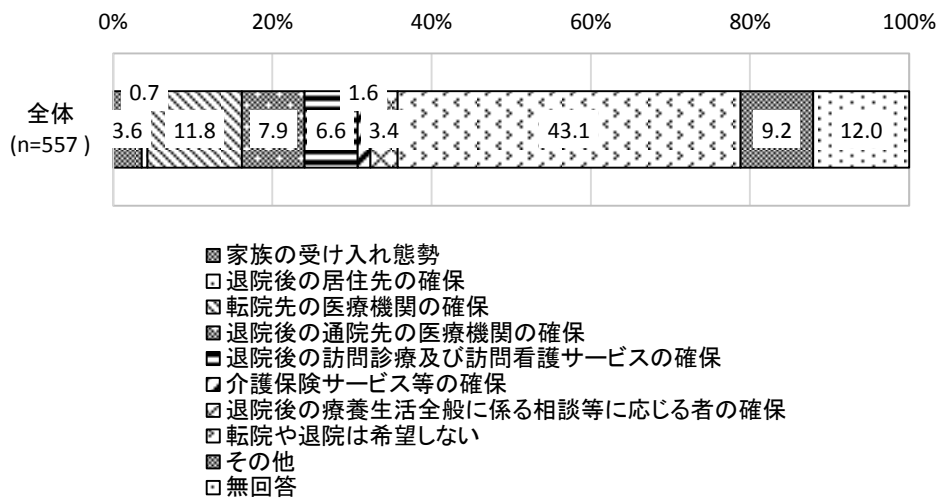 0% 20% 40% 60% 80% 100%
0.7 1.6
全体
3.6 11.8 7.9 6.6 3.4 43.1 9.2 12.0
(n=557 )
家族の受け入れ態勢
退院後の居住先の確保
転院先の医療機関の確保
退院後の通院先の医療機関の確保
退院後の訪問診療及び訪問看護サービスの確保
介護保険サービス等の確保
退院後の療養生活全般に係る相談等に応じる者の確保
転院や退院は希望しない
その他
無回答